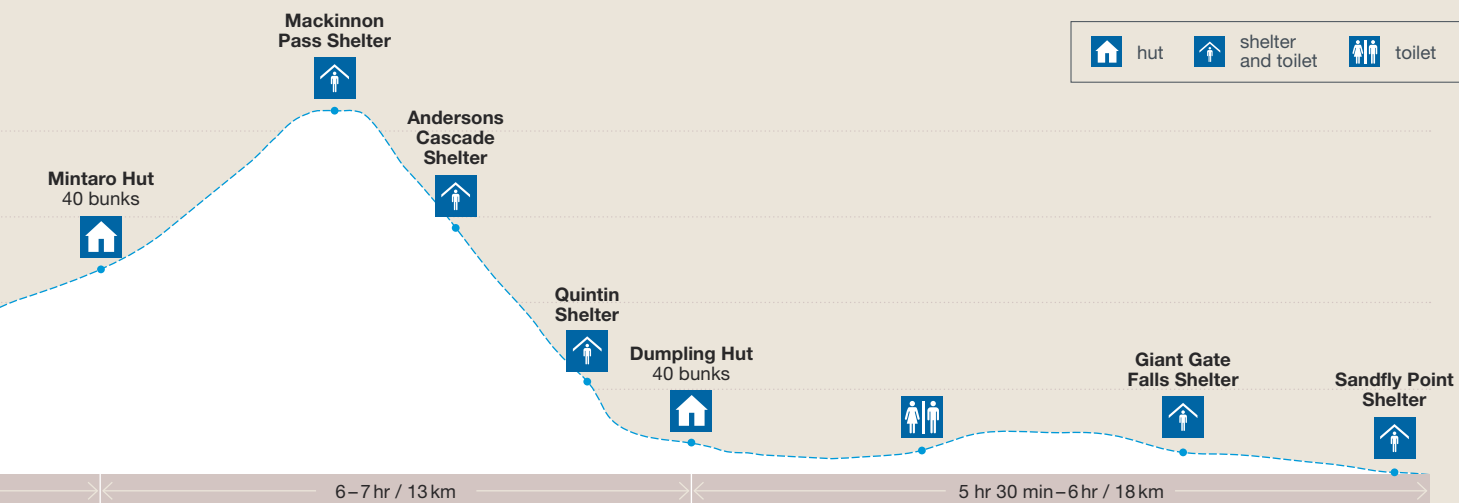 Mackinnon
Pass Shelter
hut
shelter
and toilet
toilet
Andersons
Cascade
Shelter
Mintaro Hut
40 bunks
Quintin
Shelter
Dumpling Hut
40 bunks
Giant Gate
Falls Shelter
Sandfly Point
Shelter
6–7 hr / 13 km
5 hr 30 min–6 hr / 18 km